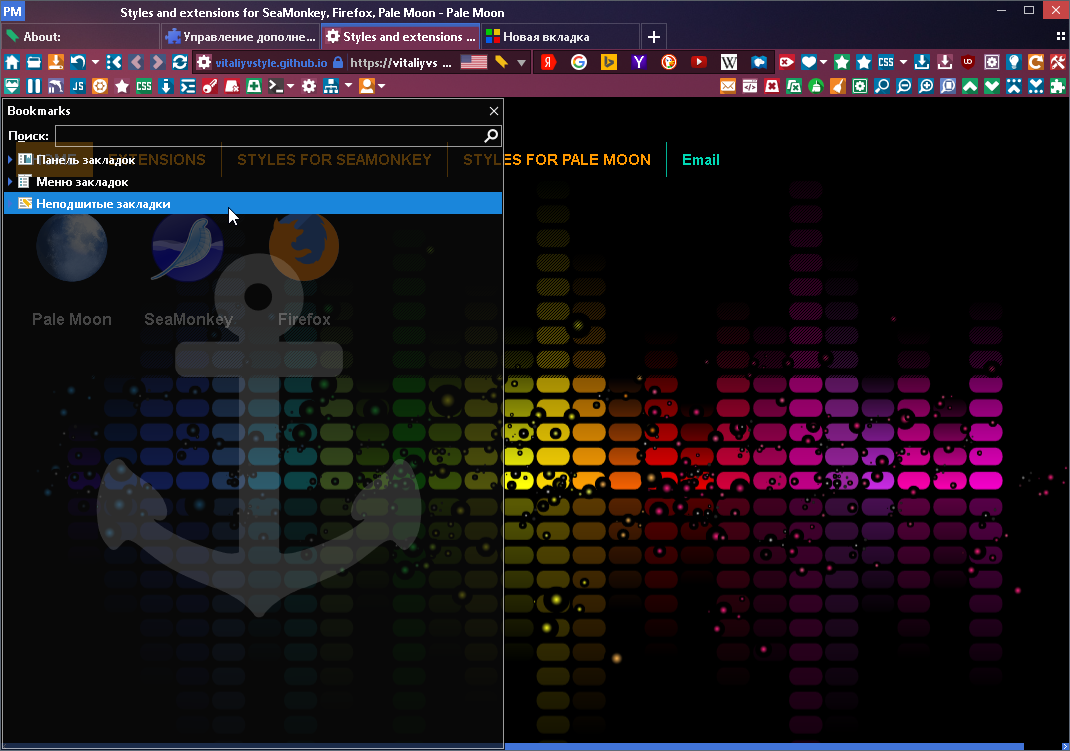 PM Styles and extensions for SeaMonkey, Firefox, Pale Moon - Pale Moon
About: Управление дополне... Styles and extensions ... Новая вкладка
vitaliyvstyle.github.io https://vitaliyvs ... Я G b Y W CSS UD C
JS CSS
Bookmarks
Поиск:
Панель закладок EXTENSIONS STYLES FOR SEAMONKEY STYLES FOR PALE MOON Email
Меню закладок
Неподшитые закладки
Pale Moon SeaMonkey Firefox